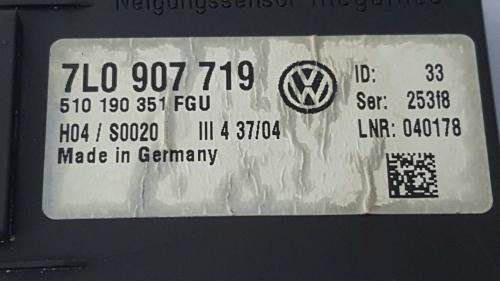 Neigungssensor
7L0 907 719 ID: 33
510 190 351 FGU Ser: 253f8
H04 / S0020 III 4 37/04 LNR: 040178
Made in Germany